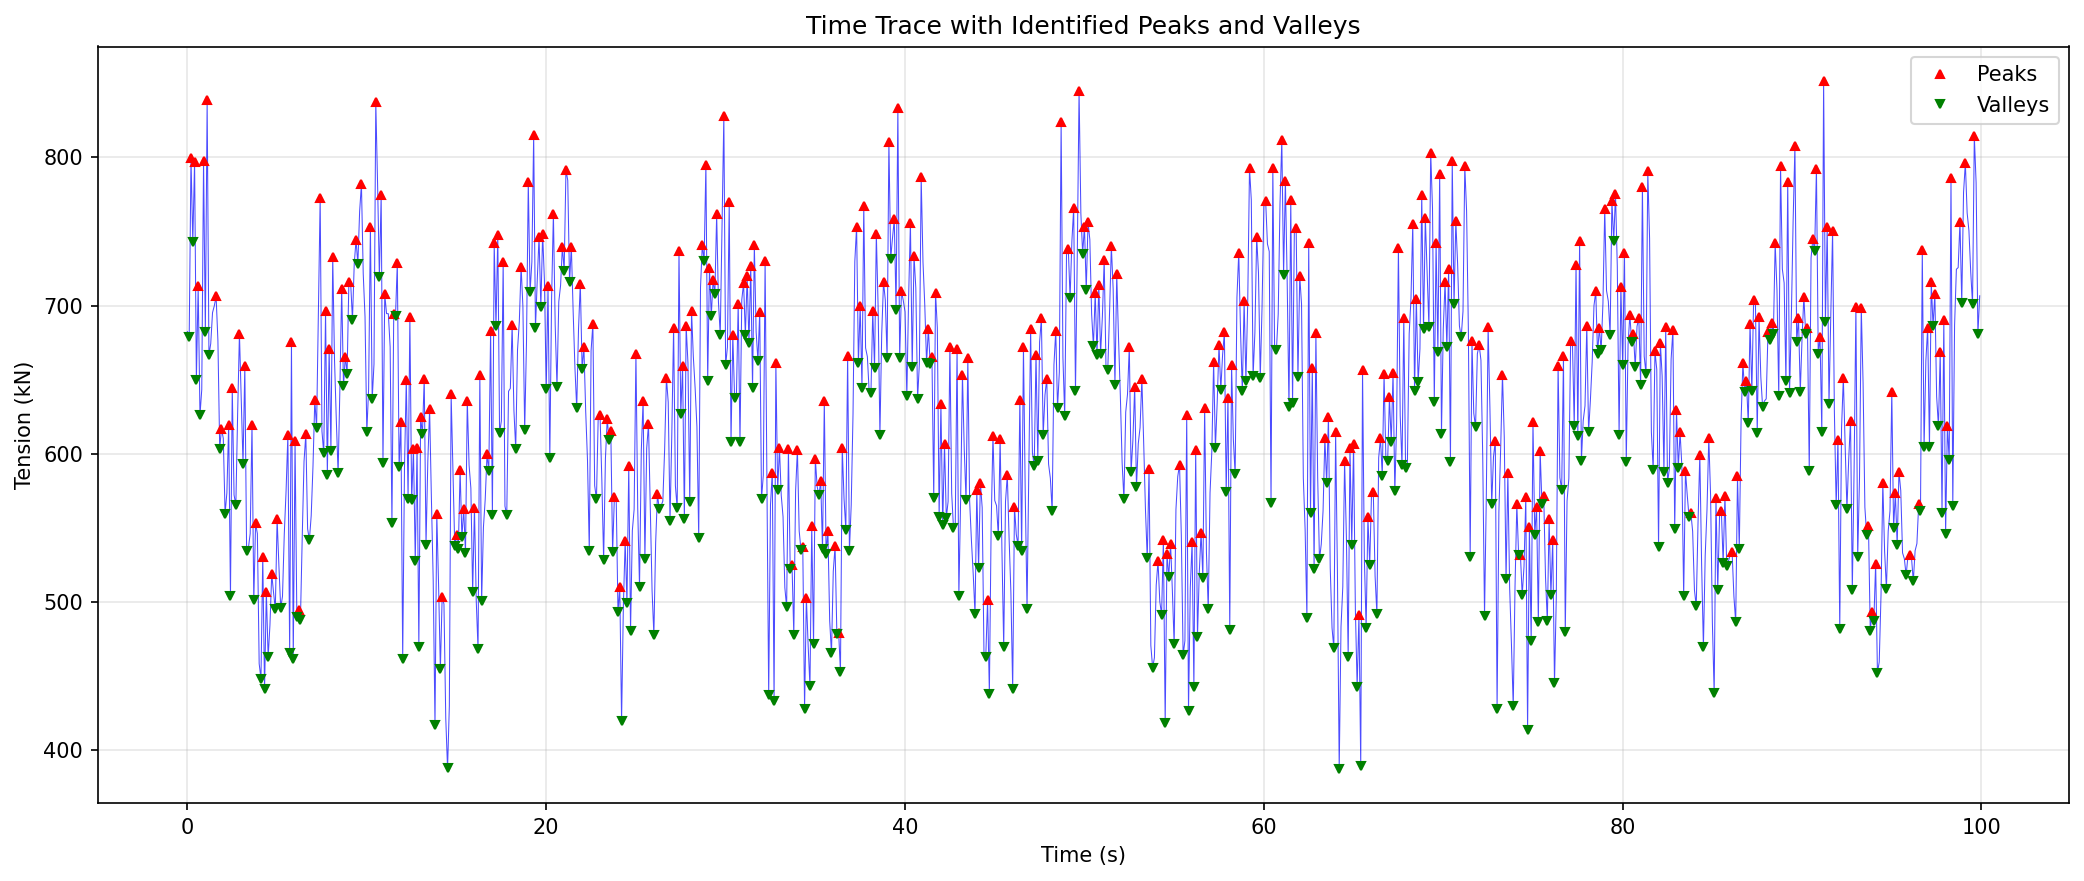 Time Trace with Identified Peaks and Valleys
Peaks
Valleys
Tension (kN)
800
700
600
500
400
0 20 40 60 80 100
Time (s)